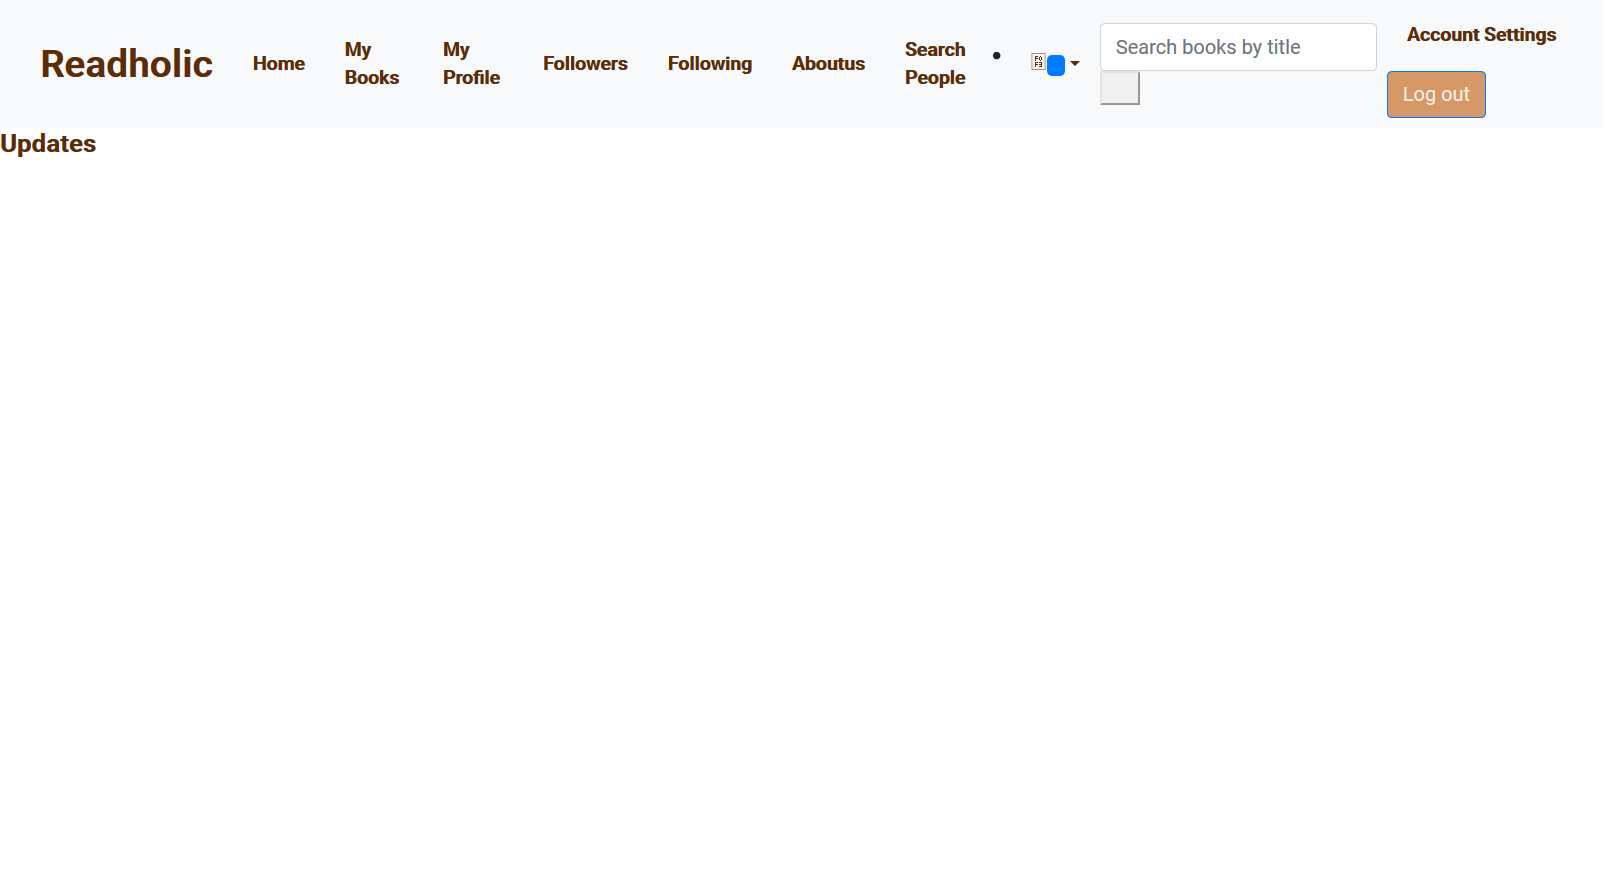 Readholic
Home
My
Books
My
Profile
Followers
Following
Aboutus
Search
People
Search books by title
Account Settings
Log out
Updates